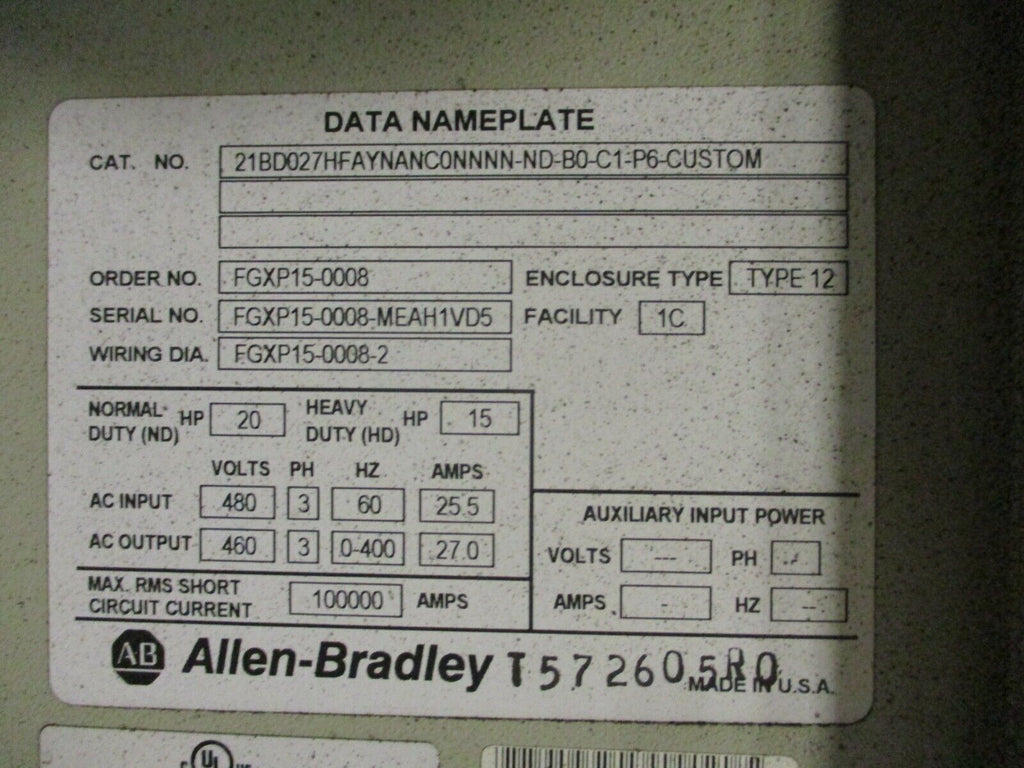 DATA NAMEPLATE
CAT. NO. 21BD027HFAYNANC0NNNN-ND-B0-C1-P6-CUSTOM
ORDER NO. FGXP15-0008 ENCLOSURE TYPE TYPE 12
SERIAL NO. FGXP15-0008-MEAH1VD5 FACILITY 1C
WIRING DIA. FGXP15-0008-2
NORMAL DUTY (ND) HP 20 HEAVY DUTY (HD) HP 15
VOLTS PH HZ AMPS
AC INPUT 480 3 60 25.5
AC OUTPUT 460 3 0-400 27.0
MAX. RMS SHORT CIRCUIT CURRENT 100000 AMPS
AUXILIARY INPUT POWER
VOLTS --- PH -
AMPS - HZ --
AB Allen-Bradley T572605R0
MADE IN U.S.A.
UL